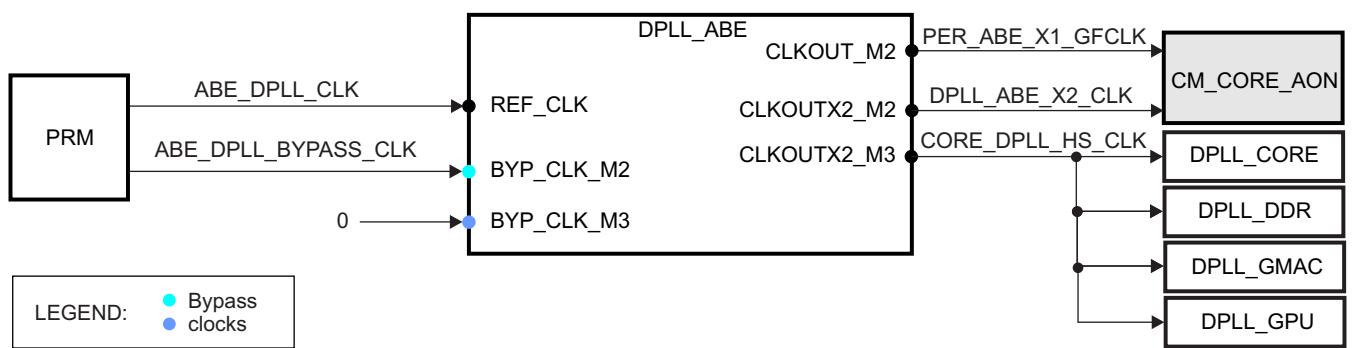 DPLL_ABE
PER_ABE_X1_GFCLK
CLKOUT_M2
CM_CORE_AON
ABE_DPLL_CLK
REF_CLK
CLKOUTX2_M2
DPLL_ABE_X2_CLK
PRM
ABE_DPLL_BYPASS_CLK
BYP_CLK_M2
CLKOUTX2_M3
CORE_DPLL_HS_CLK
DPLL_CORE
0
BYP_CLK_M3
DPLL_DDR
DPLL_GMAC
DPLL_GPU
LEGEND:
Bypass
clocks